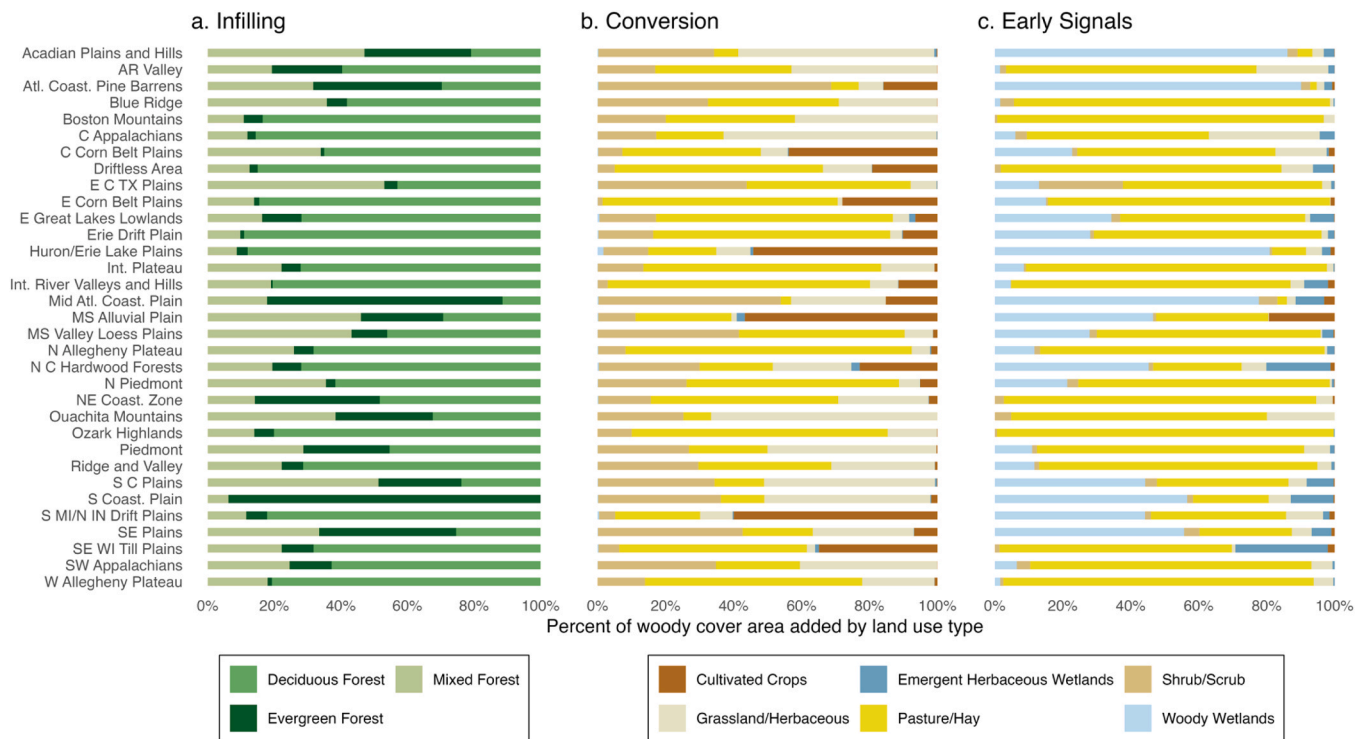 a. Infilling
b. Conversion
c. Early Signals
Acadian Plains and Hills
AR Valley
Atl. Coast. Pine Barrens
Blue Ridge
Boston Mountains
C Appalachians
C Corn Belt Plains
Driftless Area
E C TX Plains
E Corn Belt Plains
E Great Lakes Lowlands
Erie Drift Plain
Huron/Erie Lake Plains
Int. Plateau
Int. River Valleys and Hills
Mid Atl. Coast. Plain
MS Alluvial Plain
MS Valley Loess Plains
N Allegheny Plateau
N C Hardwood Forests
N Piedmont
NE Coast. Zone
Ouachita Mountains
Ozark Highlands
Piedmont
Ridge and Valley
S C Plains
S Coast. Plain
S MI/N IN Drift Plains
SE Plains
SE WI Till Plains
SW Appalachians
W Allegheny Plateau
0% 20% 40% 60% 80% 100%
0% 20% 40% 60% 80% 100%
0% 20% 40% 60% 80% 100%
Percent of woody cover area added by land use type
Deciduous Forest
Mixed Forest
Evergreen Forest
Cultivated Crops
Emergent Herbaceous Wetlands
Shrub/Scrub
Grassland/Herbaceous
Pasture/Hay
Woody Wetlands